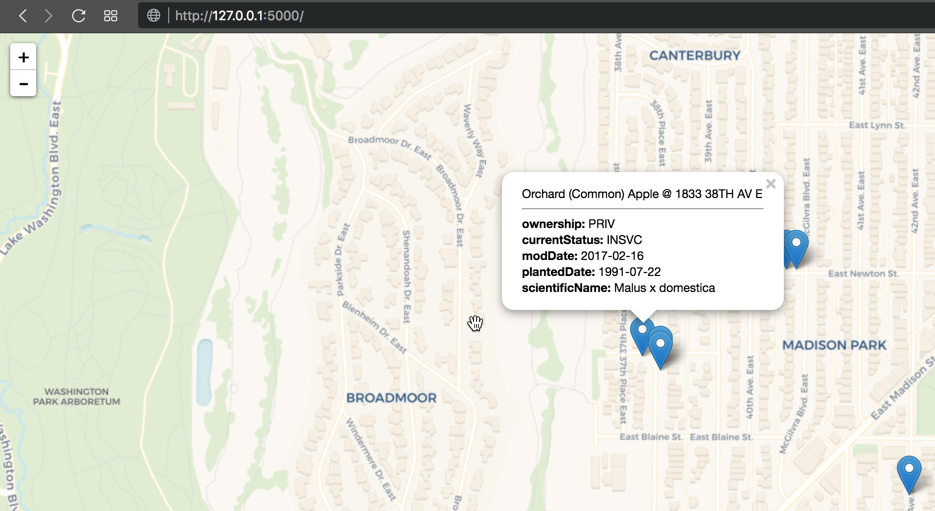 http://127.0.0.1:5000/
+
−
CANTERBURY
38th Ave
41st Ave.
42nd Ave.
Lake Washington Blvd. East
Waverly Way East
38th Place East
39th Ave. East
East Lynn St.
Broadmoor Dr. East
Broadmoor Dr. East
Orchard (Common) Apple @ 1833 38TH AV E
×
ownership: PRIV
currentStatus: INSVC
modDate: 2017-02-16
plantedDate: 1991-07-22
scientificName: Malus x domestica
McGilvra Blvd. East
41st Ave. East
42nd Ave. East
Parkside Dr. East
Shenandoah Dr. East
East Newton St.
Blenheim Dr. East
37th Place East
37th Place East
MADISON PARK
WASHINGTON
PARK ARBORETUM
BROADMOOR
40th Ave. East
McGilvra Blvd. East
East Madison St.
Windermere Dr. East
East Blaine St.
East Blaine St.